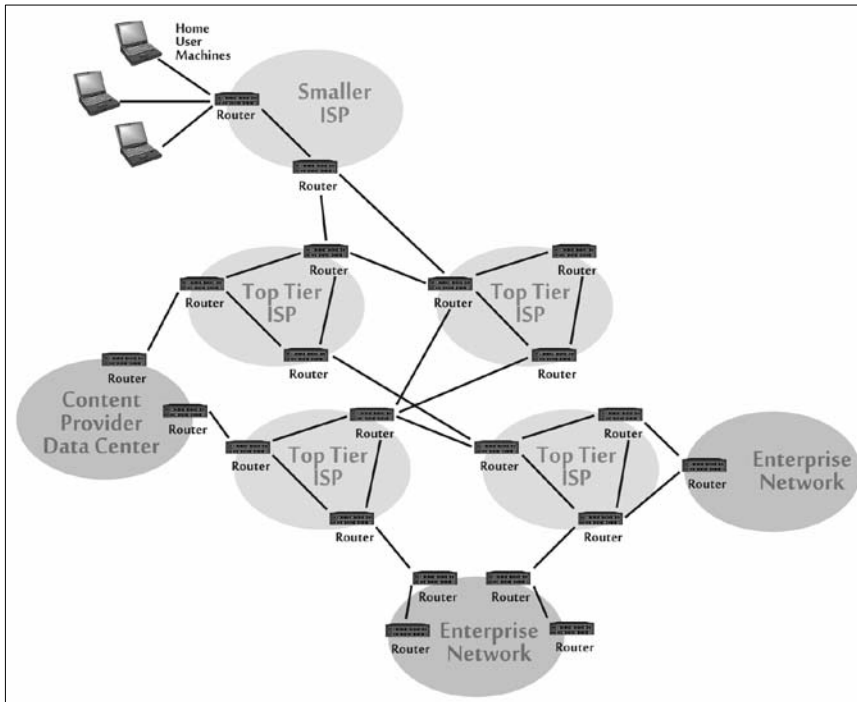 Home
User
Machines
Smaller
ISP
Router
Router
Router
Router
Router
Router
Top Tier
ISP
Top Tier
ISP
Router
Router
Router
Content
Provider
Data Center
Router
Router
Router
Router
Router
Top Tier
ISP
Top Tier
ISP
Router
Enterprise
Network
Router
Router
Router
Router
Router
Enterprise
Network
Router
Router